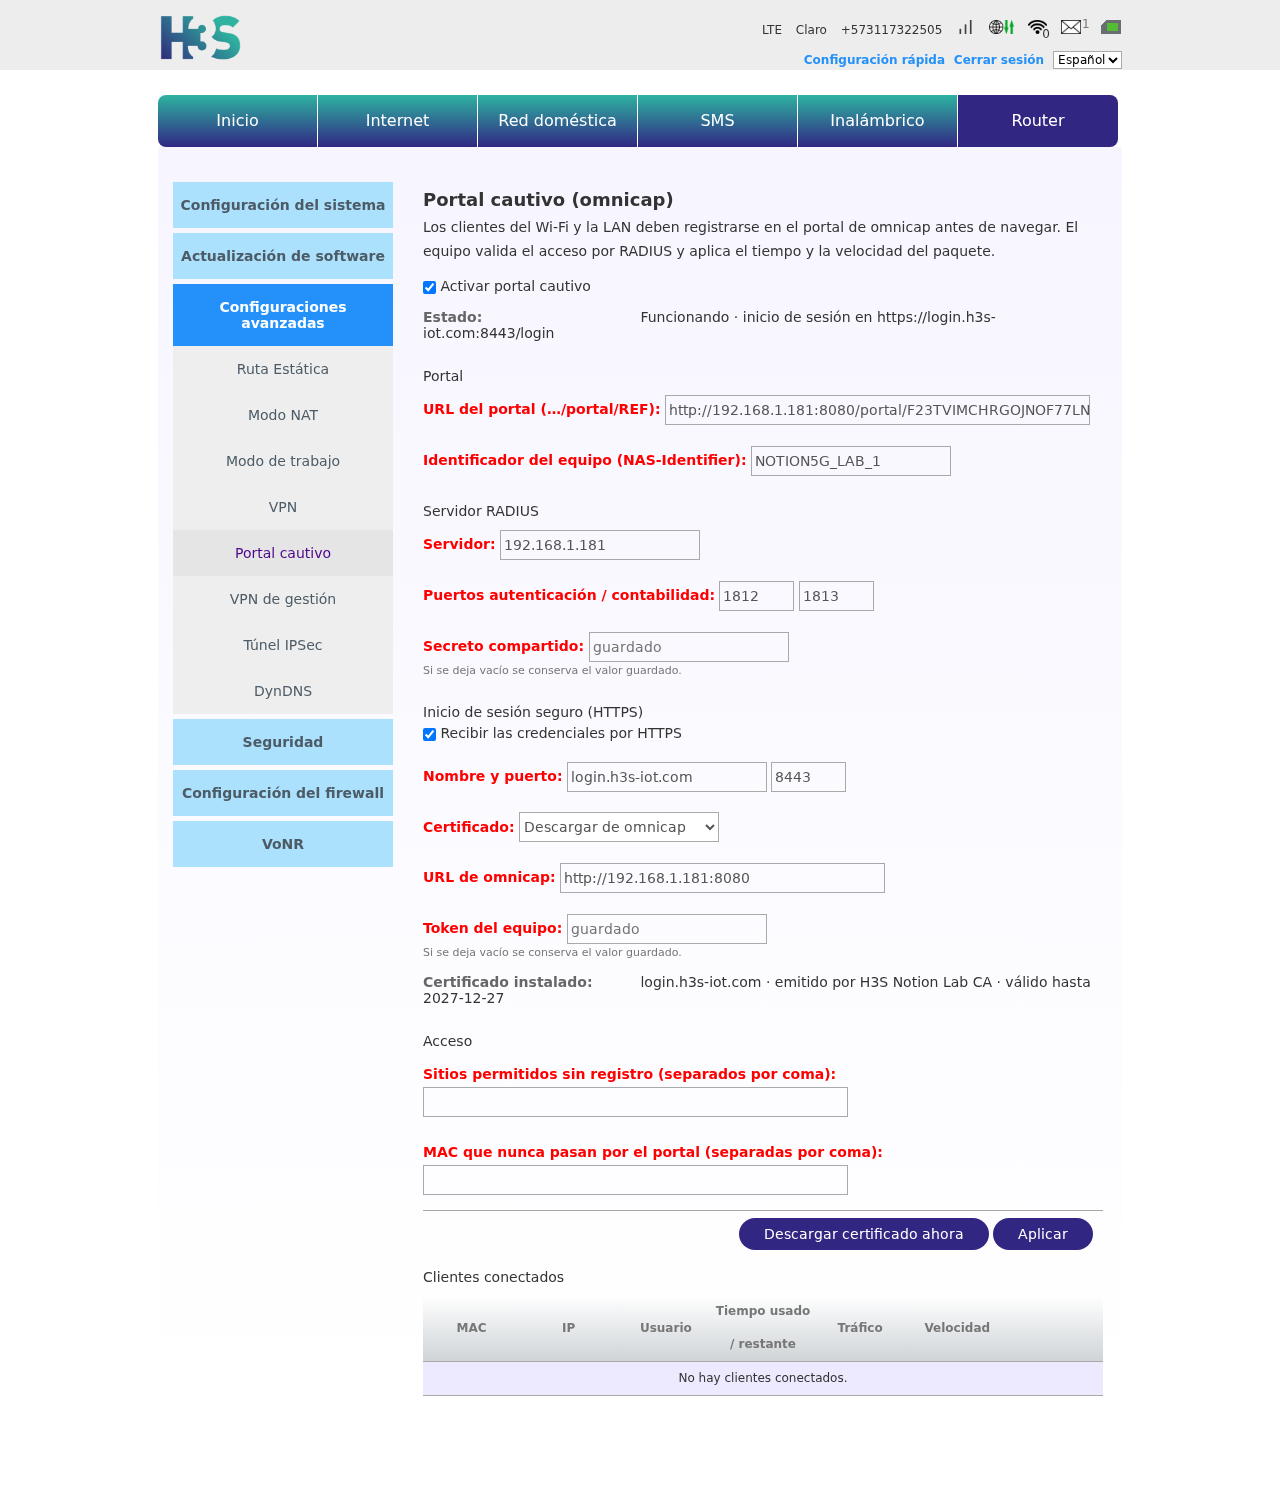 H3S
LTE Claro +573117322505 0 1
Configuración rápida Cerrar sesión Español
Inicio Internet Red doméstica SMS Inalámbrico Router
Configuración del sistema
Actualización de software
Configuraciones
avanzadas
Ruta Estática
Modo NAT
Modo de trabajo
VPN
Portal cautivo
VPN de gestión
Túnel IPSec
DynDNS
Seguridad
Configuración del firewall
VoNR
Portal cautivo (omnicap)
Los clientes del Wi-Fi y la LAN deben registrarse en el portal de omnicap antes de navegar. El
equipo valida el acceso por RADIUS y aplica el tiempo y la velocidad del paquete.
Activar portal cautivo
Estado: Funcionando · inicio de sesión en https://login.h3s-
iot.com:8443/login
Portal
URL del portal (.../portal/REF): http://192.168.1.181:8080/portal/F23TVIMCHRGOJNOF77LN
Identificador del equipo (NAS-Identifier): NOTION5G_LAB_1
Servidor RADIUS
Servidor: 192.168.1.181
Puertos autenticación / contabilidad: 1812 1813
Secreto compartido: guardado
Si se deja vacío se conserva el valor guardado.
Inicio de sesión seguro (HTTPS)
Recibir las credenciales por HTTPS
Nombre y puerto: login.h3s-iot.com 8443
Certificado: Descargar de omnicap
URL de omnicap: http://192.168.1.181:8080
Token del equipo: guardado
Si se deja vacío se conserva el valor guardado.
Certificado instalado: login.h3s-iot.com · emitido por H3S Notion Lab CA · válido hasta
2027-12-27
Acceso
Sitios permitidos sin registro (separados por coma):
MAC que nunca pasan por el portal (separadas por coma):
Descargar certificado ahora Aplicar
Clientes conectados
MAC IP Usuario Tiempo usado / restante Tráfico Velocidad
No hay clientes conectados.